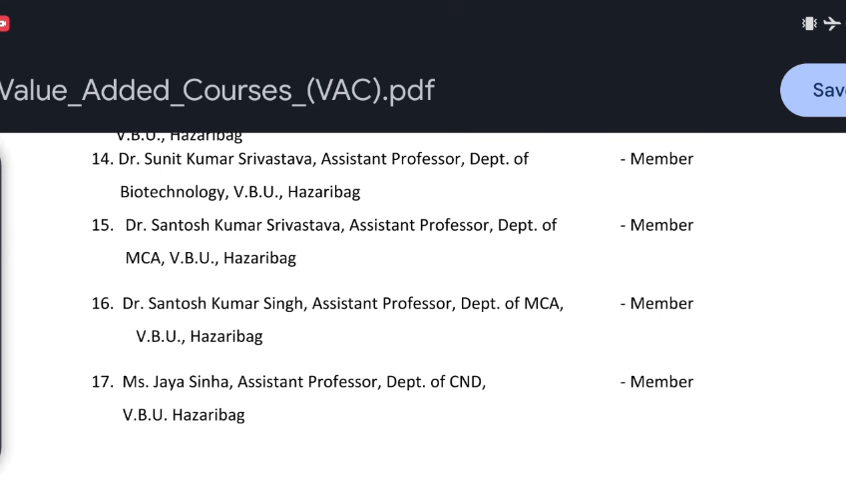 Value_Added_Courses_(VAC).pdf
V.B.U., Hazaribag
14. Dr. Sunit Kumar Srivastava, Assistant Professor, Dept. of - Member
Biotechnology, V.B.U., Hazaribag
15. Dr. Santosh Kumar Srivastava, Assistant Professor, Dept. of - Member
MCA, V.B.U., Hazaribag
16. Dr. Santosh Kumar Singh, Assistant Professor, Dept. of MCA, - Member
V.B.U., Hazaribag
17. Ms. Jaya Sinha, Assistant Professor, Dept. of CND, - Member
V.B.U. Hazaribag